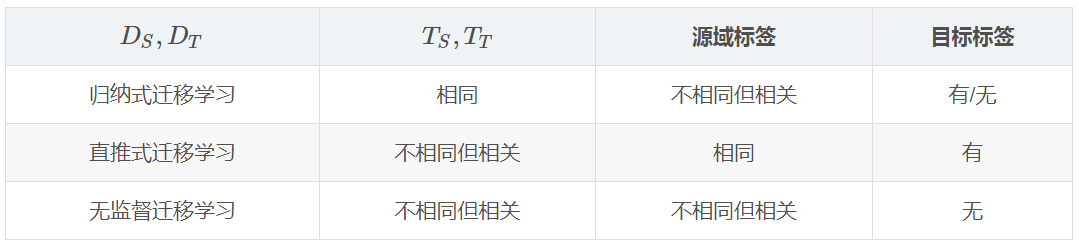 D_S, D_T T_S, T_T 源域标签 目标标签
归纳式迁移学习 相同 不相同但相关 有/无
直推式迁移学习 不相同但相关 相同 有
无监督迁移学习 不相同但相关 不相同但相关 无